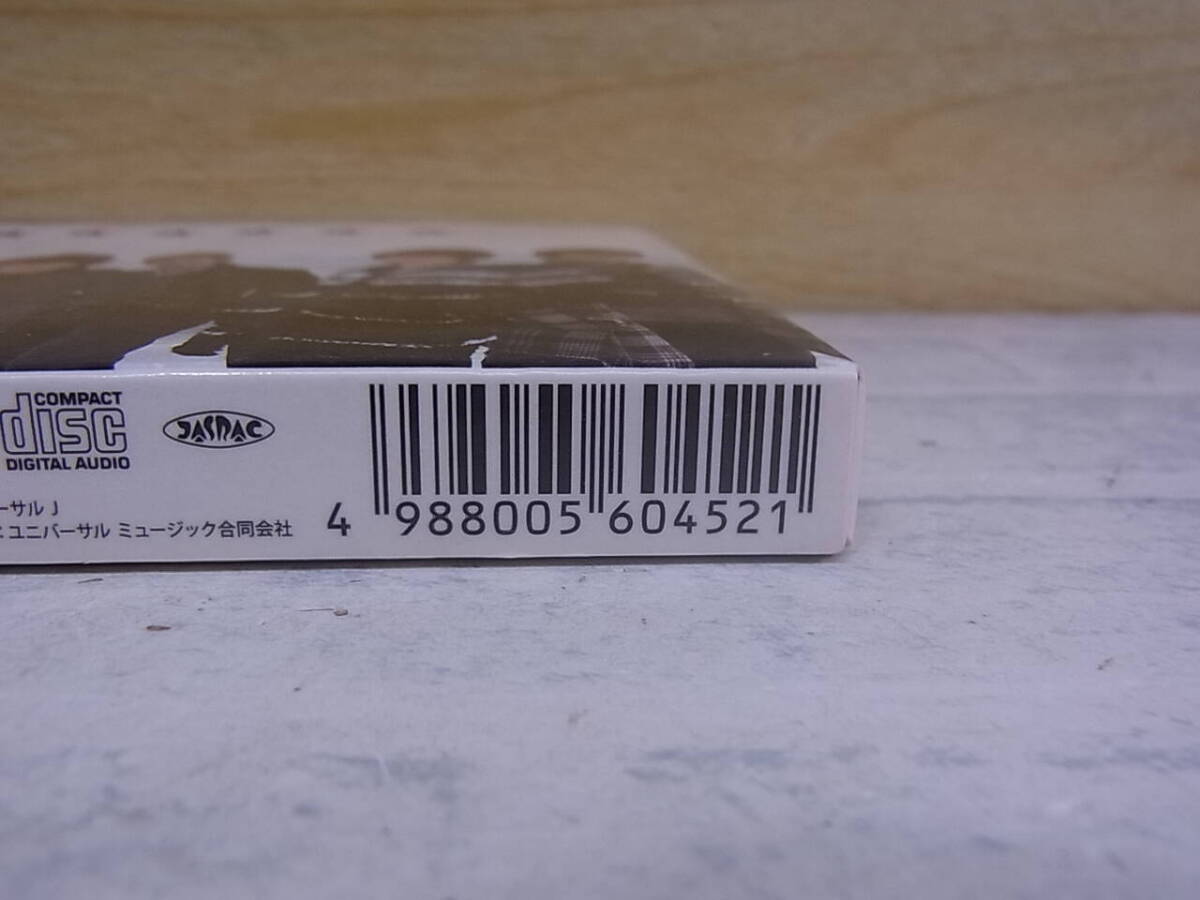 COMPACT
disc
DIGITAL AUDIO
JASRAC
ーサル J
ユニバーサル ミュージック合同会社
4 988005 604521